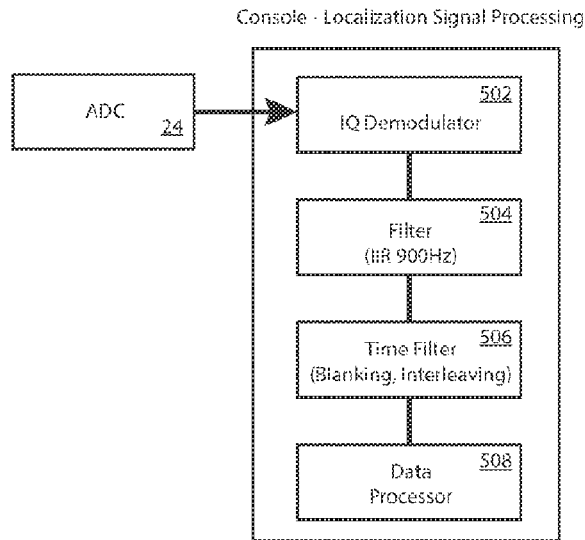 Console - Localization Signal Processing
ADC
24
502
IQ Demodulator
504
Filter
(IIR 900Hz)
506
Time Filter
(Blanking, Interleaving)
508
Data
Processor